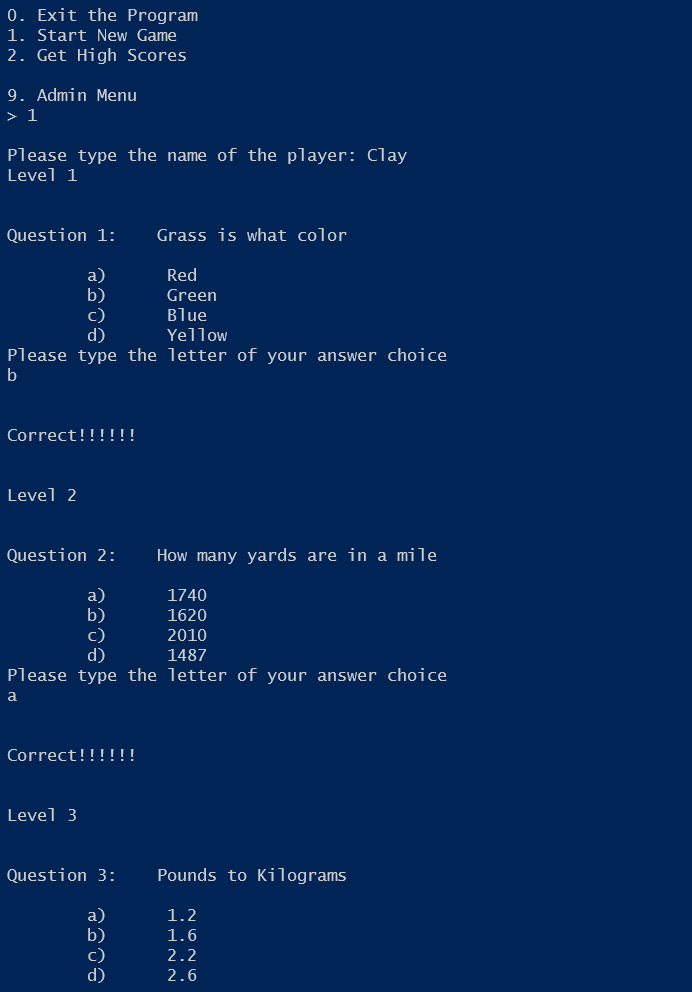 0. Exit the Program
1. Start New Game
2. Get High Scores
9. Admin Menu
> 1
Please type the name of the player: Clay
Level 1
Question 1: Grass is what color
a) Red
b) Green
c) Blue
d) Yellow
Please type the letter of your answer choice
b
Correct!!!!!!
Level 2
Question 2: How many yards are in a mile
a) 1740
b) 1620
c) 2010
d) 1487
Please type the letter of your answer choice
a
Correct!!!!!!
Level 3
Question 3: Pounds to Kilograms
a) 1.2
b) 1.6
c) 2.2
d) 2.6